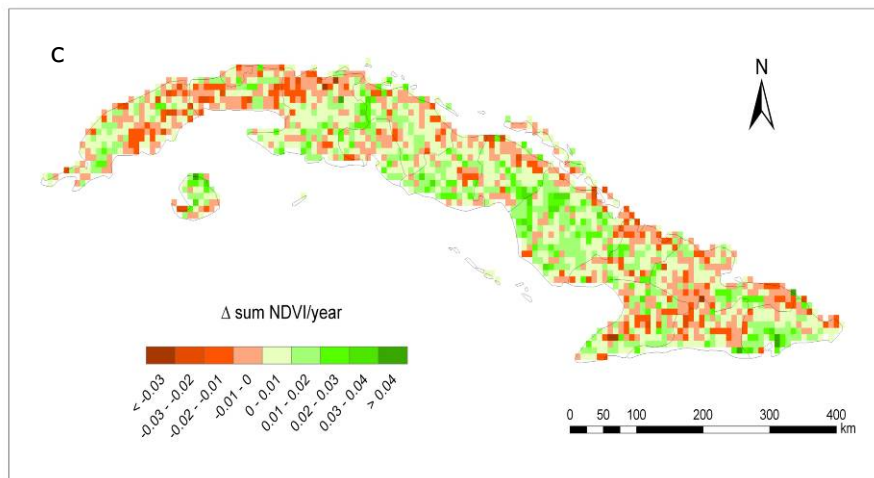 C
N
Δ sum NDVI/year
< -0.03
-0.03 - -0.02
-0.02 - -0.01
-0.01 - 0
0 - 0.01
0.01 - 0.02
0.02 - 0.03
0.03 - 0.04
> 0.04
0 50 100 200 300 400
km